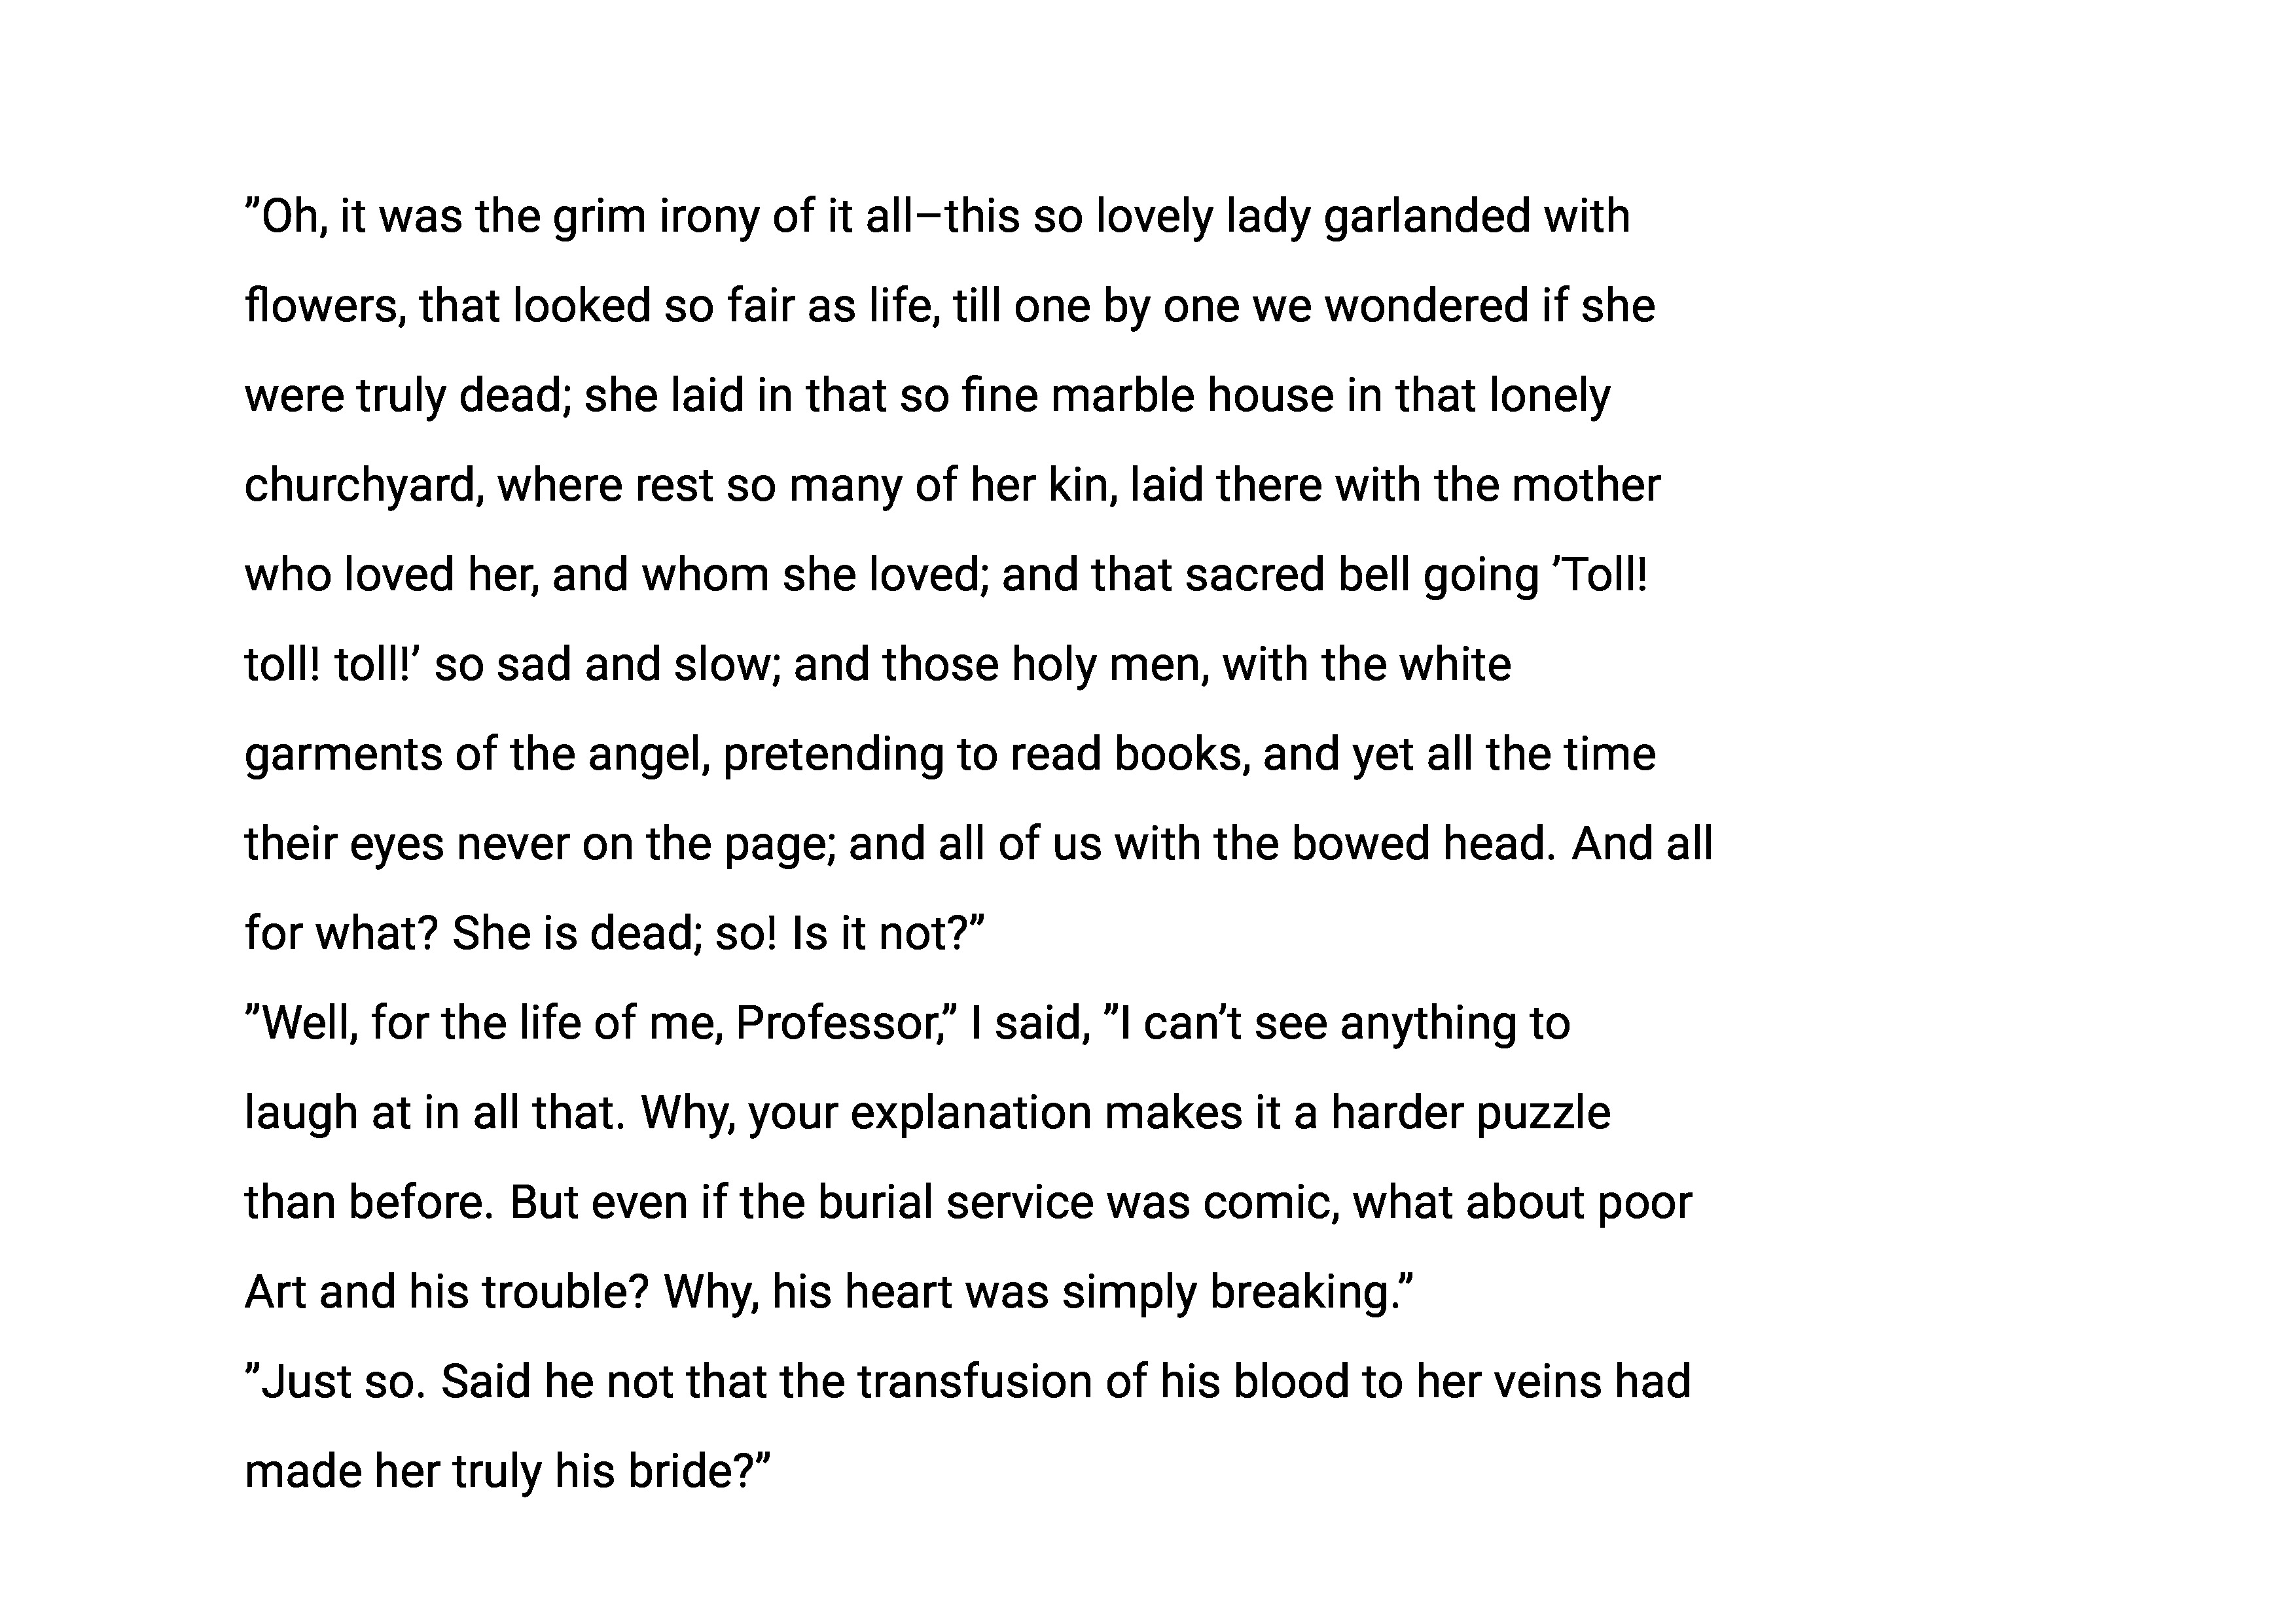 ”Oh, it was the grim irony of it all–this so lovely lady garlanded with
flowers, that looked so fair as life, till one by one we wondered if she
were truly dead; she laid in that so fine marble house in that lonely
churchyard, where rest so many of her kin, laid there with the mother
who loved her, and whom she loved; and that sacred bell going ’Toll!
toll! toll!’ so sad and slow; and those holy men, with the white
garments of the angel, pretending to read books, and yet all the time
their eyes never on the page; and all of us with the bowed head. And all
for what? She is dead; so! Is it not?”
”Well, for the life of me, Professor,” I said, ”I can’t see anything to
laugh at in all that. Why, your explanation makes it a harder puzzle
than before. But even if the burial service was comic, what about poor
Art and his trouble? Why, his heart was simply breaking.”
”Just so. Said he not that the transfusion of his blood to her veins had
made her truly his bride?”